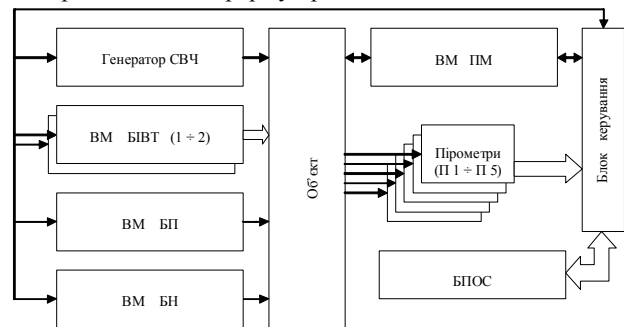 Генератор СВЧ
ВМ ПМ
ВМ БІВТ (1 ÷ 2)
Об'єкт
Пірометри
(П 1 ÷ П 5)
Блок керування
ВМ БП
БПОС
ВМ БН